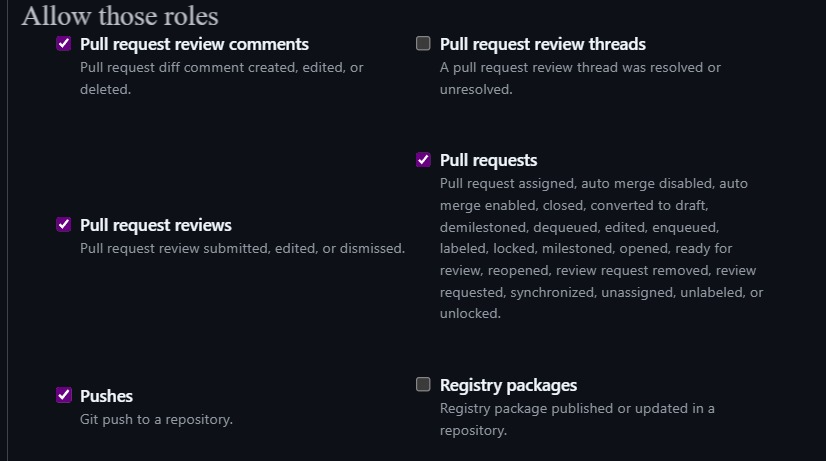 Allow those roles
Pull request review comments
Pull request diff comment created, edited, or
deleted.
Pull request review threads
A pull request review thread was resolved or
unresolved.
Pull request reviews
Pull request review submitted, edited, or dismissed.
Pull requests
Pull request assigned, auto merge disabled, auto
merge enabled, closed, converted to draft,
demilestoned, dequeued, edited, enqueued,
labeled, locked, milestoned, opened, ready for
review, reopened, review request removed, review
requested, synchronized, unassigned, unlabeled, or
unlocked.
Pushes
Git push to a repository.
Registry packages
Registry package published or updated in a
repository.